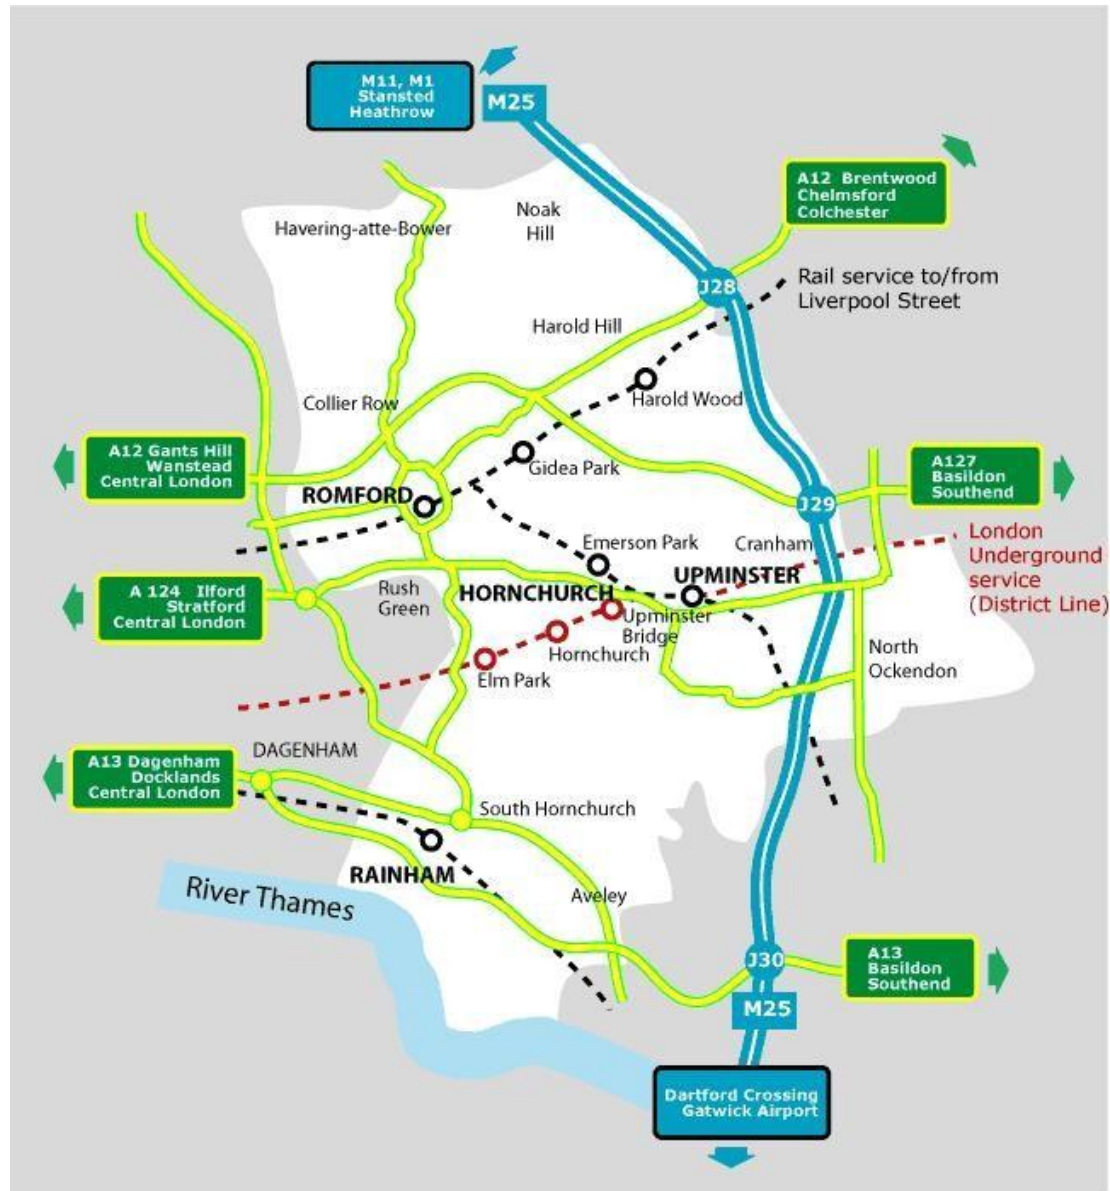 M11, M1
Stansted
Heathrow
M25
A12 Brentwood
Chelmsford
Colchester
Noak
Hill
Havering-atte-Bower
J28
Rail service to/from
Liverpool Street
Harold Hill
Harold Wood
Collier Row
A12 Gants Hill
Wanstead
Central London
Gidea Park
ROMFORD
A127
Basildon
Southend
J29
London
Underground
service
(District Line)
Emerson Park
Cranham
UPMINSTER
A 124 Ilford
Stratford
Central London
Rush
Green
HORNCHURCH
Upminster
Bridge
Hornchurch
Elm Park
North
Ockendon
DAGENHAM
A13 Dagenham
Docklands
Central London
South Hornchurch
RAINHAM
River Thames
Aveley
J30
A13
Basildon
Southend
M25
Dartford Crossing
Gatwick Airport